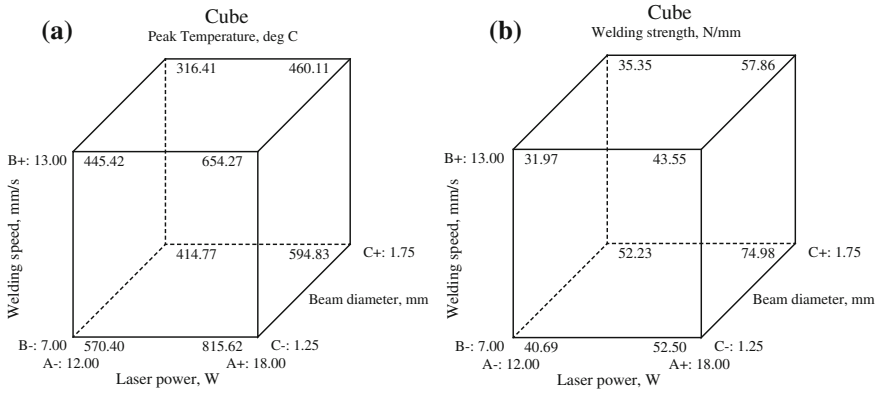 (a)
Cube
Peak Temperature, deg C
316.41
460.11
B+: 13.00
445.42
654.27
Welding speed, mm/s
414.77
594.83
C+: 1.75
Beam diameter, mm
B-: 7.00
570.40
815.62
C-: 1.25
A-: 12.00
A+: 18.00
Laser power, W
(b)
Cube
Welding strength, N/mm
35.35
57.86
B+: 13.00
31.97
43.55
Welding speed, mm/s
52.23
74.98
C+: 1.75
Beam diameter, mm
B-: 7.00
40.69
52.50
C-: 1.25
A-: 12.00
A+: 18.00
Laser power, W